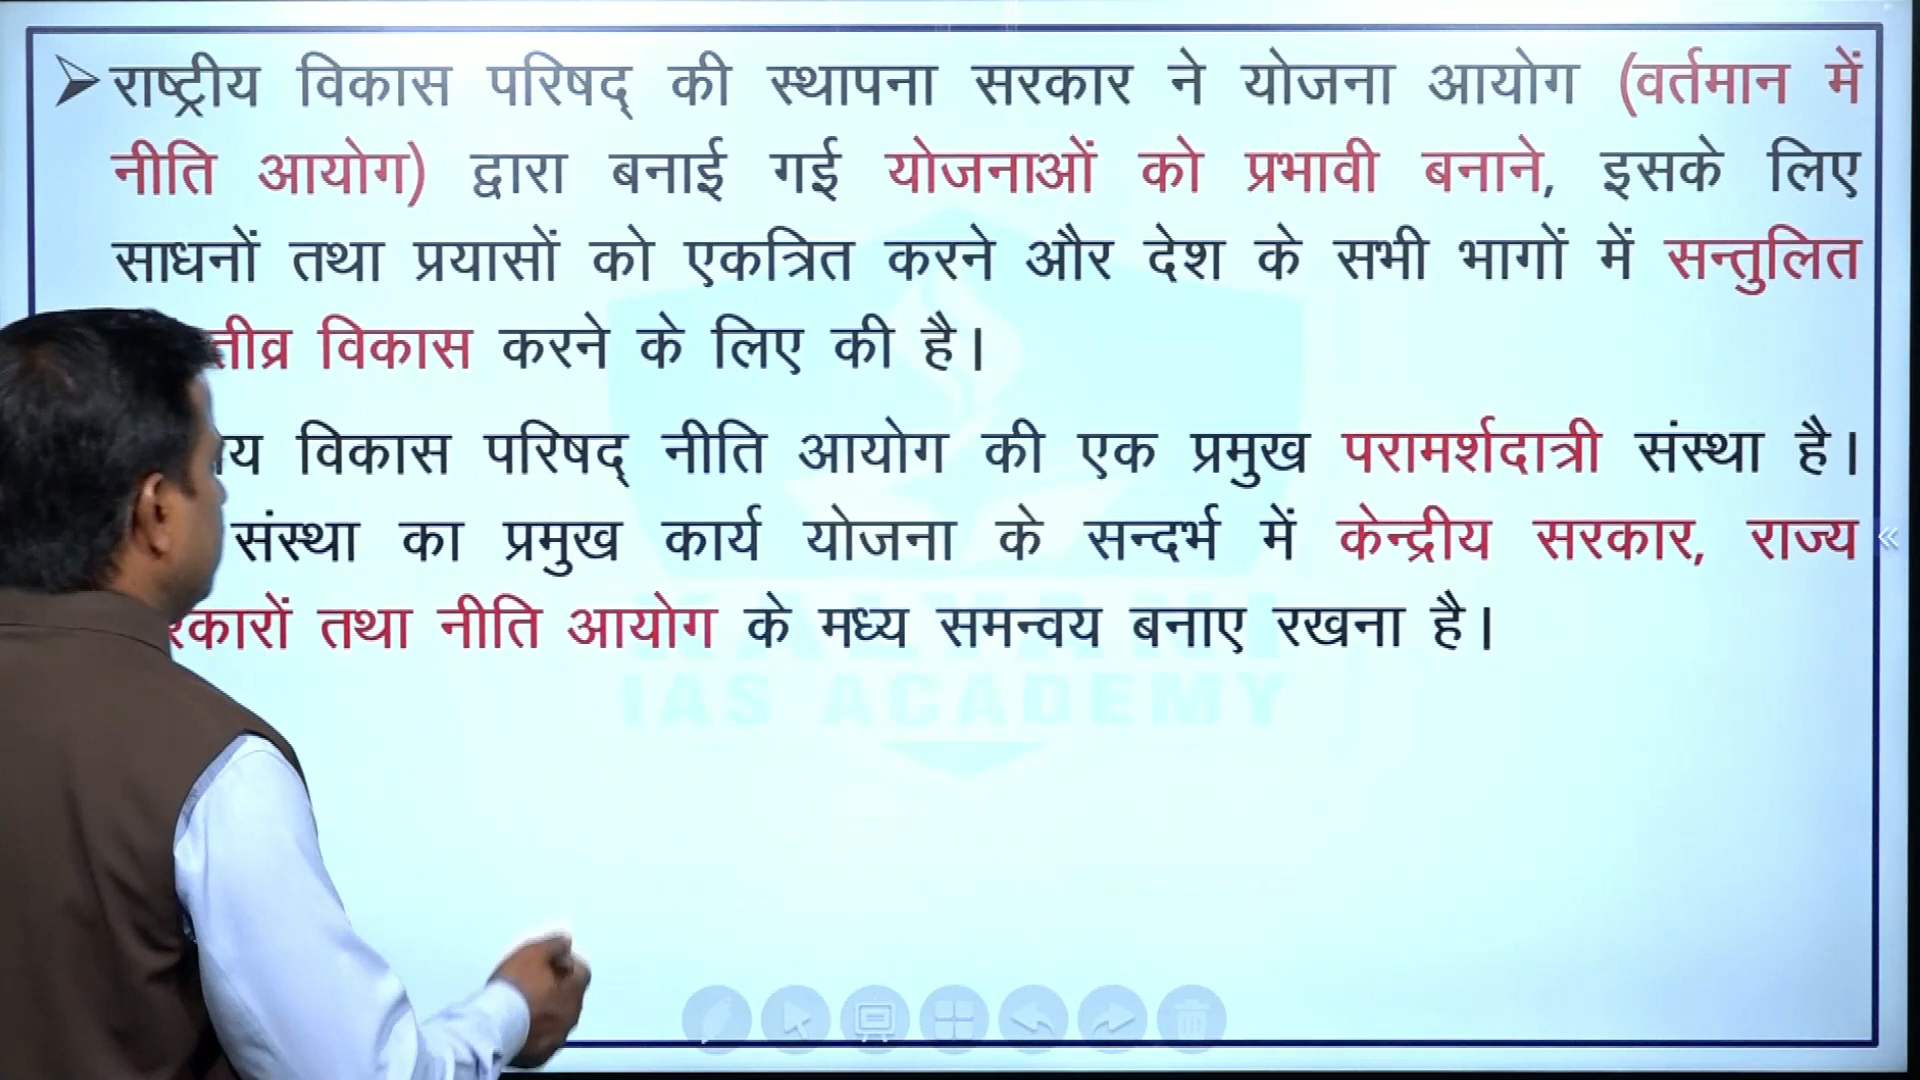 राष्ट्रीय विकास परिषद् की स्थापना सरकार ने योजना आयोग (वर्तमान में
नीति आयोग) द्वारा बनाई गई योजनाओं को प्रभावी बनाने, इसके लिए
साधनों तथा प्रयासों को एकत्रित करने और देश के सभी भागों में सन्तुलित
तीव्र विकास करने के लिए की है।
विकास परिषद् नीति आयोग की एक प्रमुख परामर्शदात्री संस्था है।
संस्था का प्रमुख कार्य योजना के सन्दर्भ में केन्द्रीय सरकार, राज्य
तथा नीति आयोग के मध्य समन्वय बनाए रखना है।
IAS ACADEMY